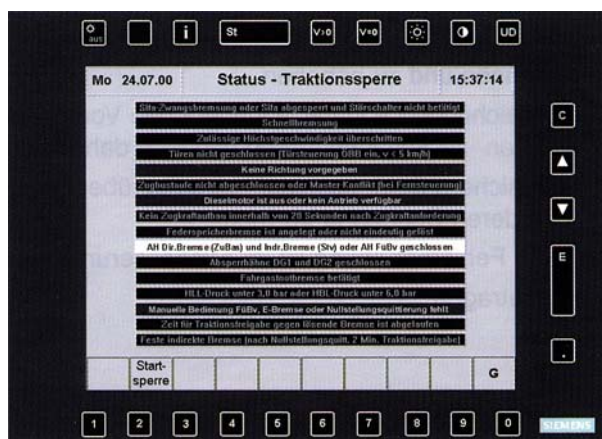 aus
i
St
V>0
V=0
UD
Mo 24.07.00
Status - Traktionssperre
15:37:14
Sifa-Zwangsbremsung oder Sifa abgesperrt und Störschalter nicht betätigt
Schnellbremsung
Zulässige Höchstgeschwindigkeit überschritten
Türen nicht geschlossen (Türsteuerung ÖBB ein, v < 5 km/h)
Keine Richtung vorgegeben
Zugbustaufe nicht abgeschlossen oder Master Konflikt (bei Fernsteuerung)
Dieselmotor ist aus oder kein Antrieb verfügbar
Kein Zugkraftaufbau innerhalb von 20 Sekunden nach Zugkraftanforderung
Federspeicherbremse ist angelegt oder nicht eindeutig gelöst
AH Dir.Bremse (ZuBas) und Indr.Bremse (Stv) oder AH FüBv geschlossen
Absperrhähne DG1 und DG2 geschlossen
Fahrgastnotbremse betätigt
HLL-Druck unter 3,0 bar oder HBL-Druck unter 6,0 bar
Manuelle Bedienung FüBv, E-Bremse oder Nullstellungsquittierung fehlt
Zeit für Traktionsfreigabe gegen lösende Bremse ist abgelaufen
Feste indirekte Bremse (nach Nullstellungsquitt. 2 Min. Traktionsfreigabe)
Start-
sperre
G
C
E
.
1 2 3 4 5 6 7 8 9 0
SIEMENS